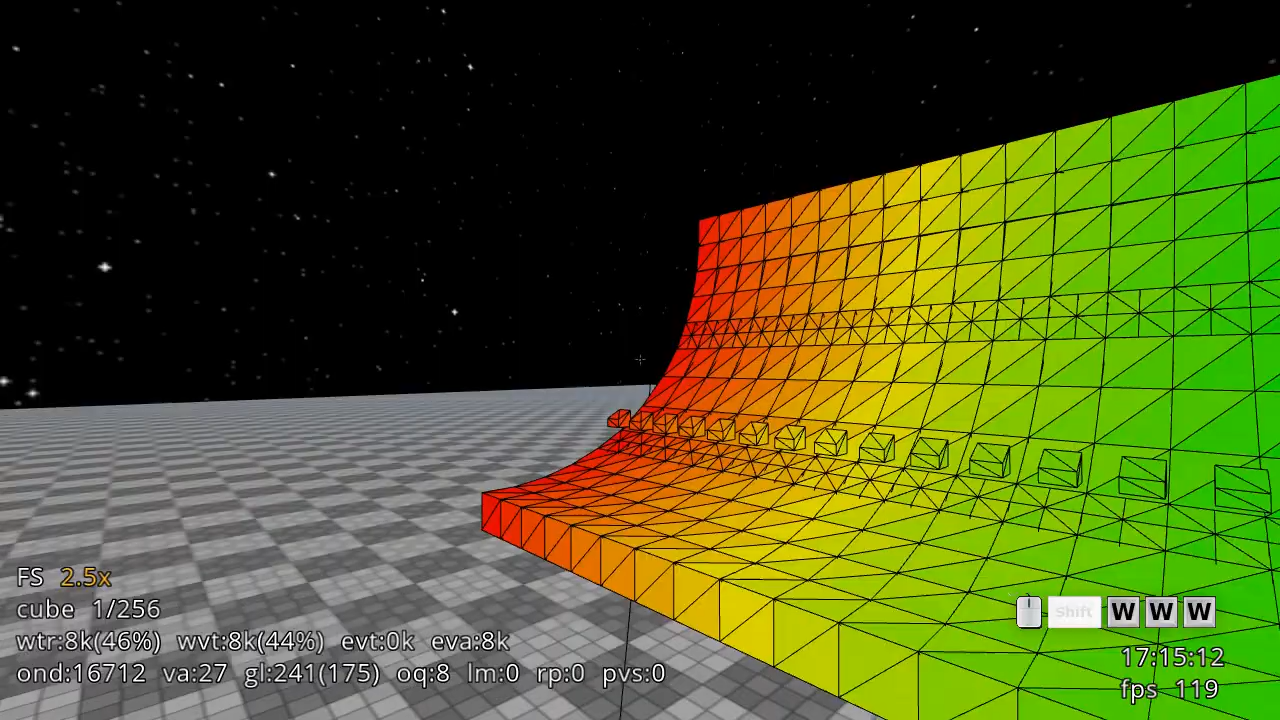 FS 2.5x
cube 1/256
wtr:8k(46%) wvt:8k(44%) evt:0k eva:8k
ond:16712 va:27 gl:241(175) oq:8 lm:0 rp:0 pvs:0
Shift W W W
17:15:12
fps 119